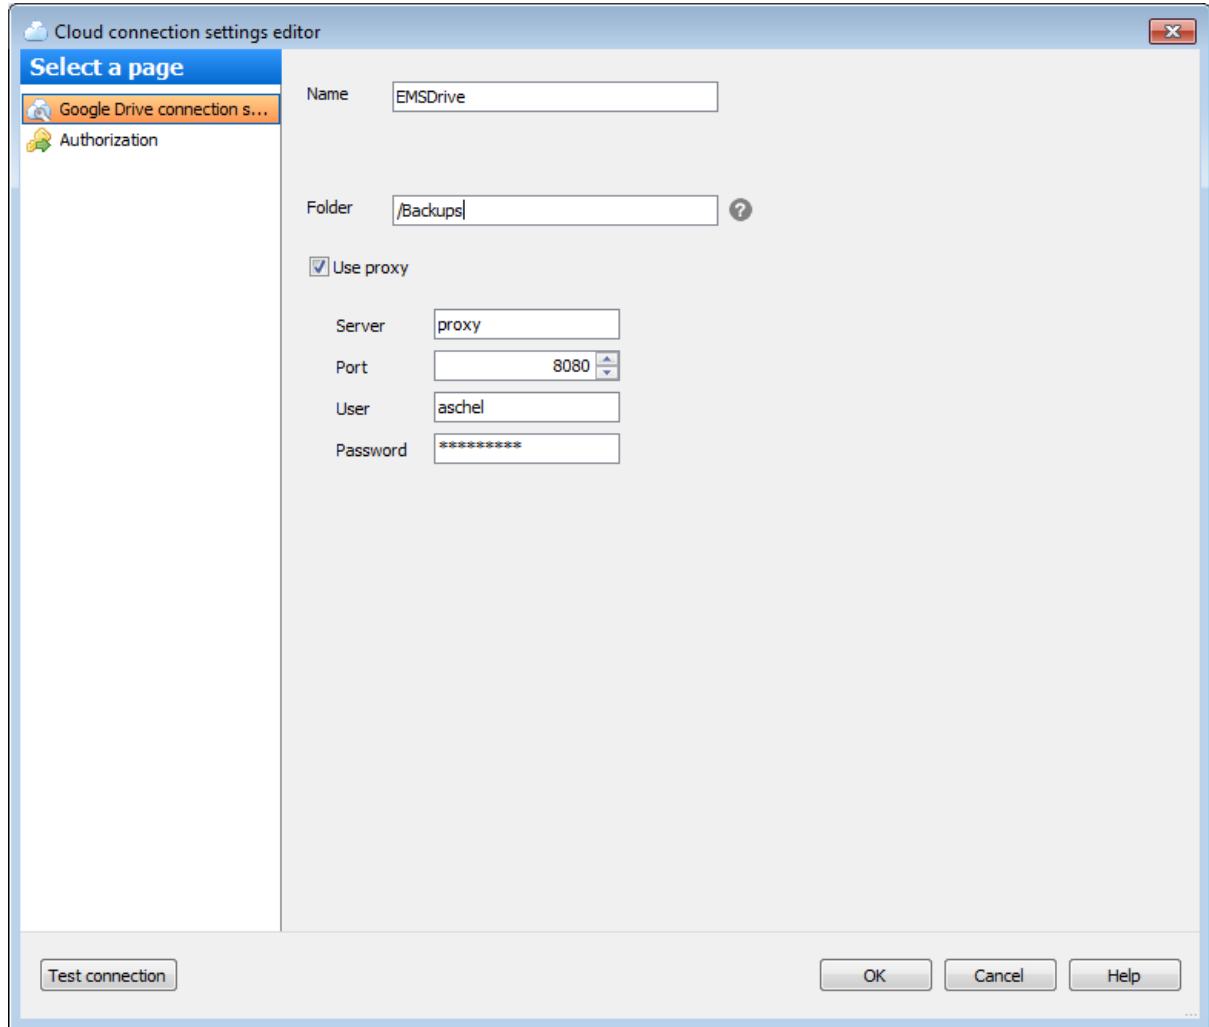 Cloud connection settings editor
Select a page
Google Drive connection s...
Authorization
Name EMSDrive
Folder /Backups ?
Use proxy
Server proxy
Port 8080
User aschel
Password *********
Test connection OK Cancel Help